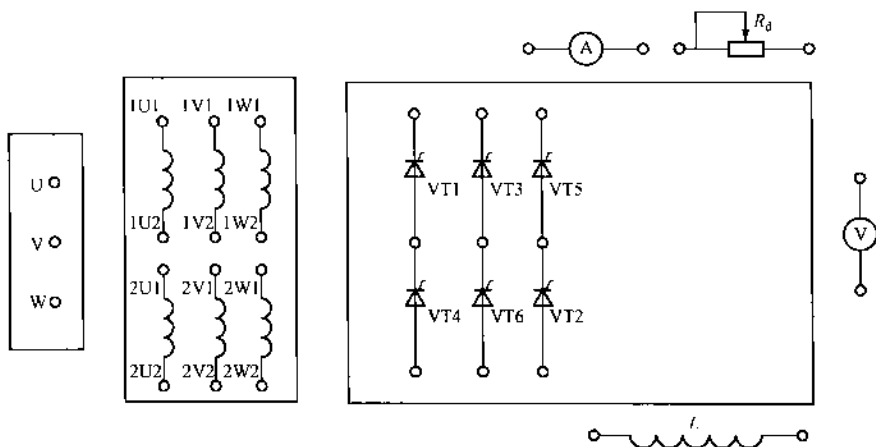 A
Rd
1U1 1V1 1W1
U
VT1 VT3 VT5
1U2 1V2 1W2
V
V
2U1 2V1 2W1
W
VT4 VT6 VT2
2U2 2V2 2W2
L